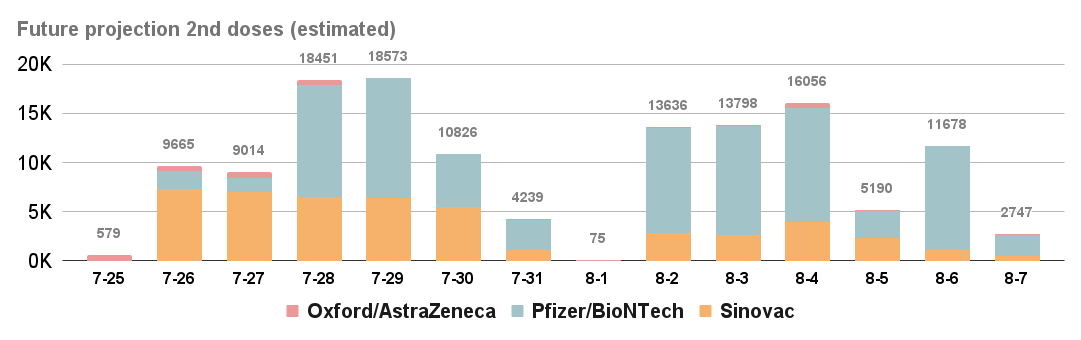 Future projection 2nd doses (estimated)
20K
15K
10K
5K
0K
579
9665
9014
18451
18573
10826
4239
75
13636
13798
16056
5190
11678
2747
7-25 7-26 7-27 7-28 7-29 7-30 7-31 8-1 8-2 8-3 8-4 8-5 8-6 8-7
Oxford/AstraZeneca Pfizer/BioNTech Sinovac